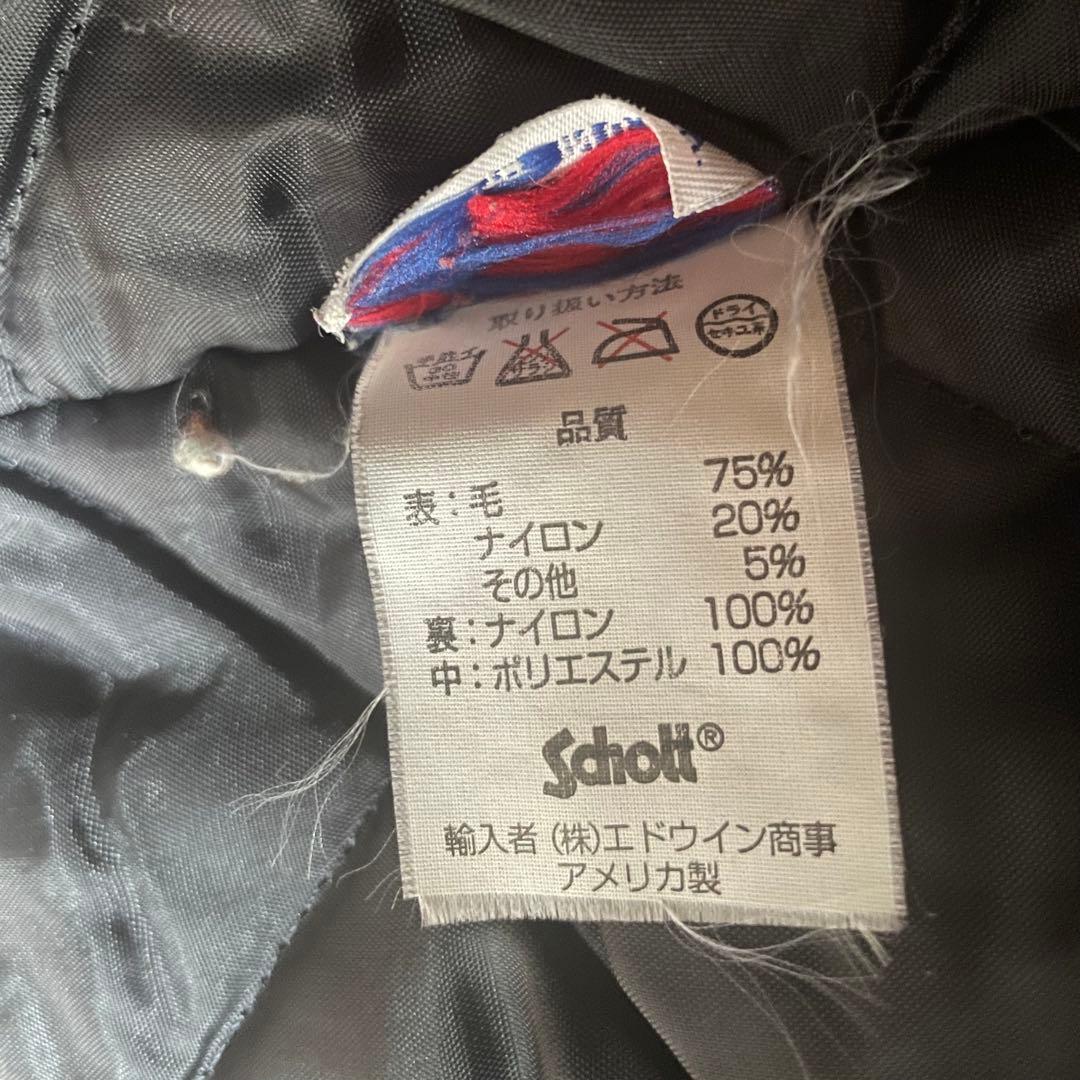 取り扱い方法
サラシ
ドライ
セキユ系
品質
表:毛 75%
ナイロン 20%
その他 5%
裏:ナイロン 100%
中:ポリエステル 100%
Schott®
輸入者 (株)エドウイン商事
アメリカ製